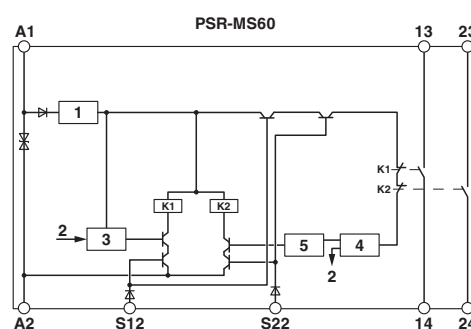 PSR-MS60
A1 13 23
1
K1
K2
K1 K2
2 3 5 4
2
A2 S12 S22 14 24